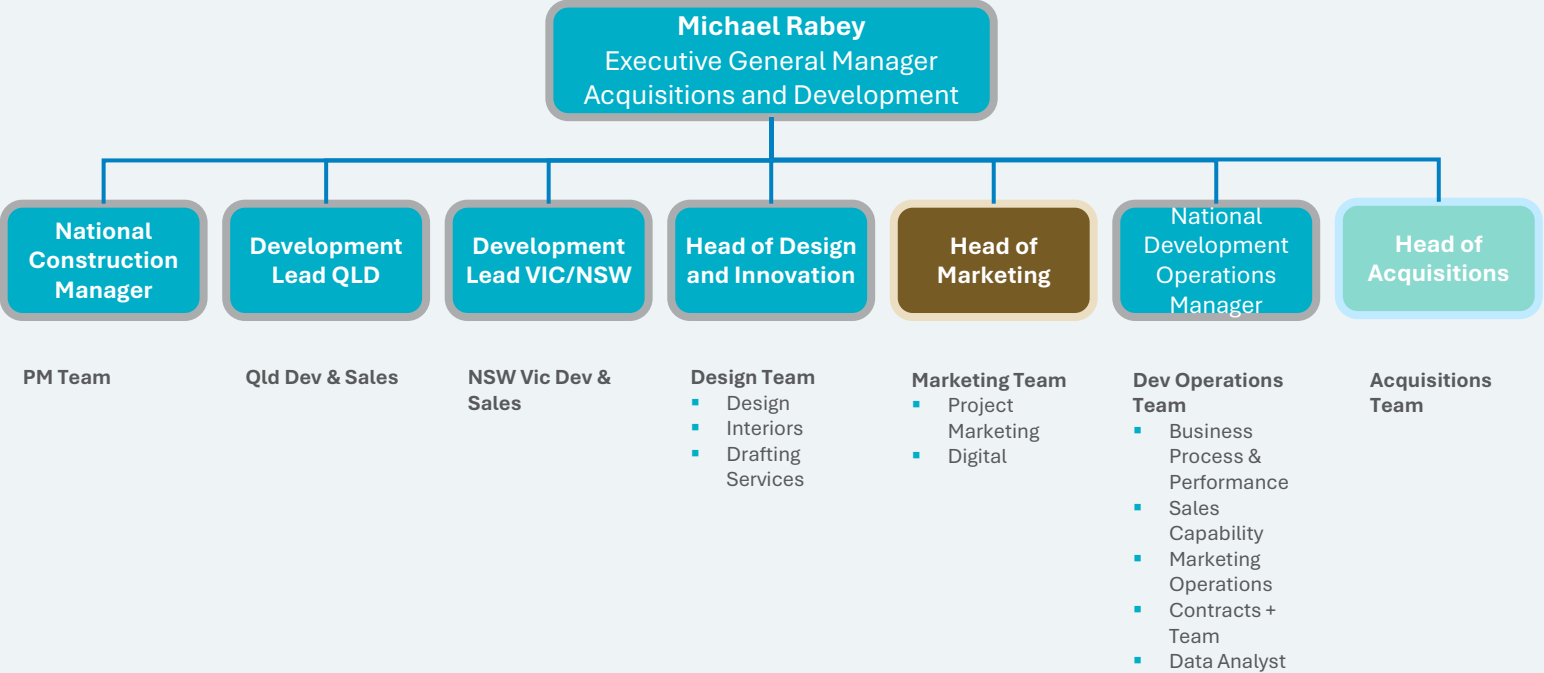 Michael Rabey
Executive General Manager
Acquisitions and Development
National
Construction
Manager
Development
Lead QLD
Development
Lead VIC/NSW
Head of Design
and Innovation
Head of
Marketing
National
Development
Operations
Manager
Head of
Acquisitions
PM Team
Qld Dev & Sales
NSW Vic Dev &
Sales
Design Team
▪ Design
▪ Interiors
▪ Drafting
Services
Marketing Team
▪ Project
Marketing
▪ Digital
Dev Operations
Team
▪ Business
Process &
Performance
▪ Sales
Capability
▪ Marketing
Operations
▪ Contracts +
Team
▪ Data Analyst
Acquisitions
Team